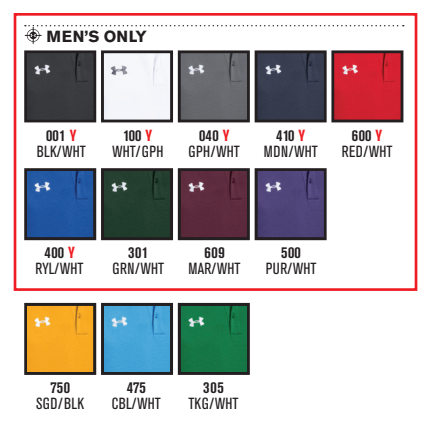 MEN'S ONLY
001 Y 100 Y 040 Y 410 Y 600 Y
BLK/WHT WHT/GPH GPH/WHT MDN/WHT RED/WHT
400 Y 301 609 500
RYL/WHT GRN/WHT MAR/WHT PUR/WHT
750 475 305
SGD/BLK CBL/WHT TKG/WHT